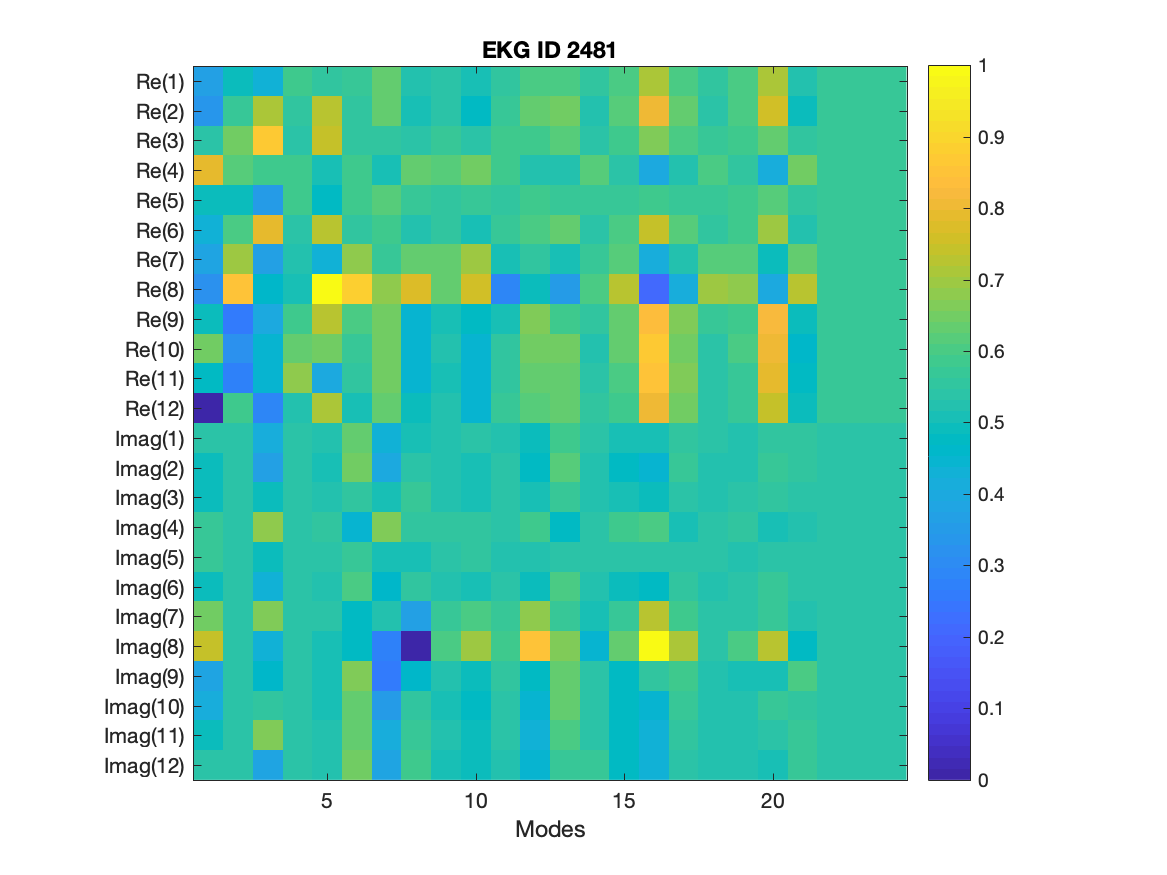 EKG ID 2481
Re(1)
Re(2)
Re(3)
Re(4)
Re(5)
Re(6)
Re(7)
Re(8)
Re(9)
Re(10)
Re(11)
Re(12)
Imag(1)
Imag(2)
Imag(3)
Imag(4)
Imag(5)
Imag(6)
Imag(7)
Imag(8)
Imag(9)
Imag(10)
Imag(11)
Imag(12)
5 10 15 20
Modes
1
0.9
0.8
0.7
0.6
0.5
0.4
0.3
0.2
0.1
0